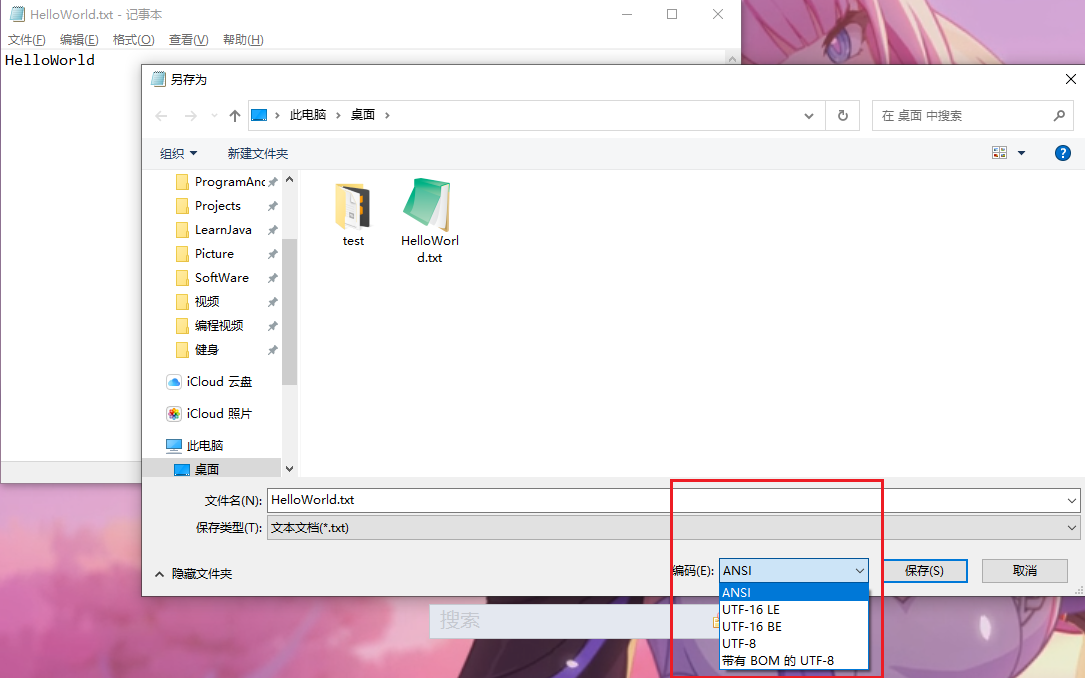 HelloWorld.txt - 记事本
文件(F) 编辑(E) 格式(O) 查看(V) 帮助(H)
HelloWorld
另存为
此电脑 › 桌面 ›
在 桌面 中搜索
组织 新建文件夹
ProgramAnd
Projects
LearnJava
Picture
SoftWare
视频
编程视频
健身
iCloud 云盘
iCloud 照片
此电脑
桌面
test
HelloWorl
d.txt
文件名(N): HelloWorld.txt
保存类型(T): 文本文档(*.txt)
隐藏文件夹
编码(E): ANSI
保存(S) 取消
ANSI
UTF-16 LE
UTF-16 BE
UTF-8
带有 BOM 的 UTF-8
搜索